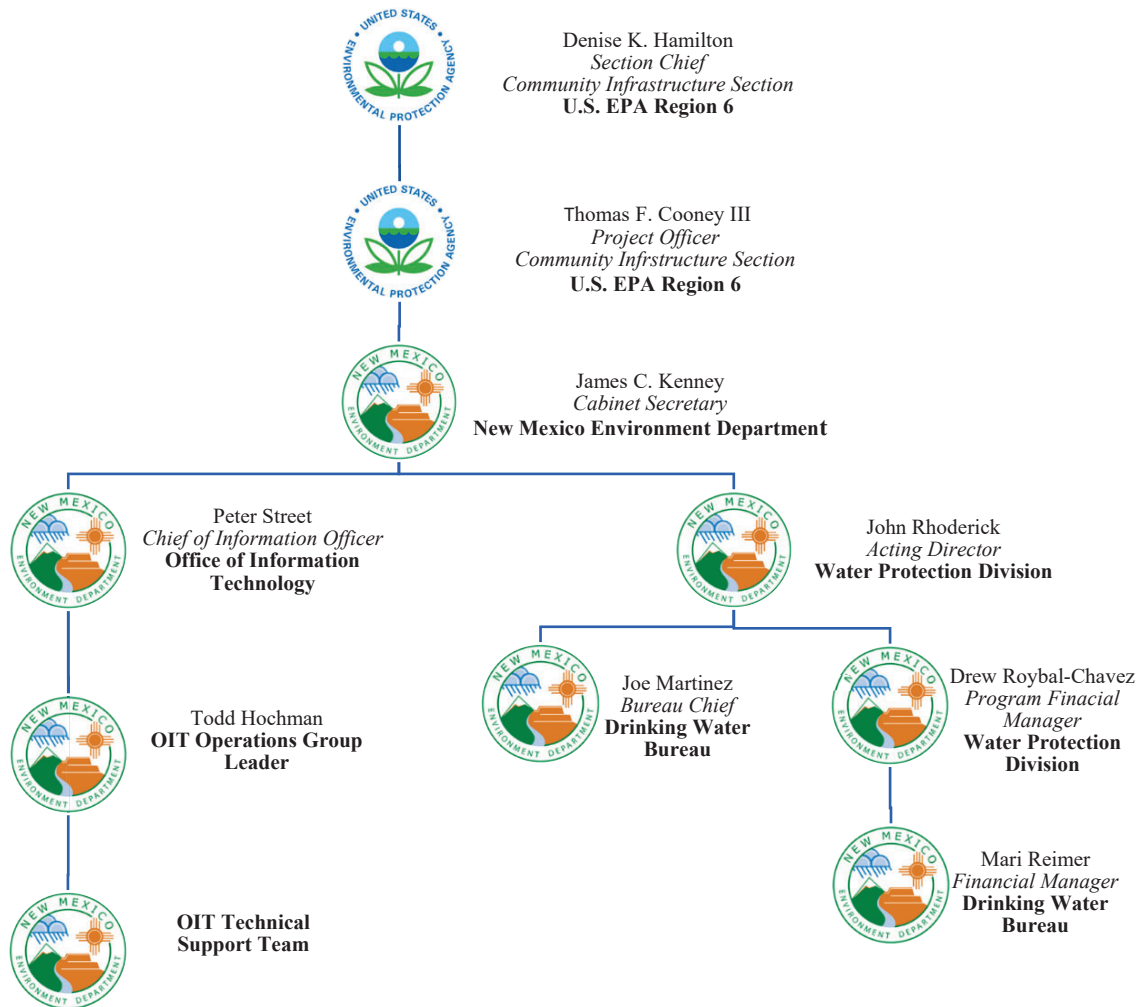 UNITED STATES
ENVIRONMENTAL PROTECTION AGENCY
Denise K. Hamilton
Section Chief
Community Infrastructure Section
U.S. EPA Region 6
UNITED STATES
ENVIRONMENTAL PROTECTION AGENCY
Thomas F. Cooney III
Project Officer
Community Infrstructure Section
U.S. EPA Region 6
NEW MEXICO
ENVIRONMENT DEPARTMENT
James C. Kenney
Cabinet Secretary
New Mexico Environment Department
NEW MEXICO
ENVIRONMENT DEPARTMENT
Peter Street
Chief of Information Officer
Office of Information
Technology
NEW MEXICO
ENVIRONMENT DEPARTMENT
John Rhoderick
Acting Director
Water Protection Division
NEW MEXICO
ENVIRONMENT DEPARTMENT
Todd Hochman
OIT Operations Group
Leader
NEW MEXICO
ENVIRONMENT DEPARTMENT
Joe Martinez
Bureau Chief
Drinking Water
Bureau
NEW MEXICO
ENVIRONMENT DEPARTMENT
Drew Roybal-Chavez
Program Finacial
Manager
Water Protection
Division
NEW MEXICO
ENVIRONMENT DEPARTMENT
Mari Reimer
Financial Manager
Drinking Water
Bureau
NEW MEXICO
ENVIRONMENT DEPARTMENT
OIT Technical
Support Team